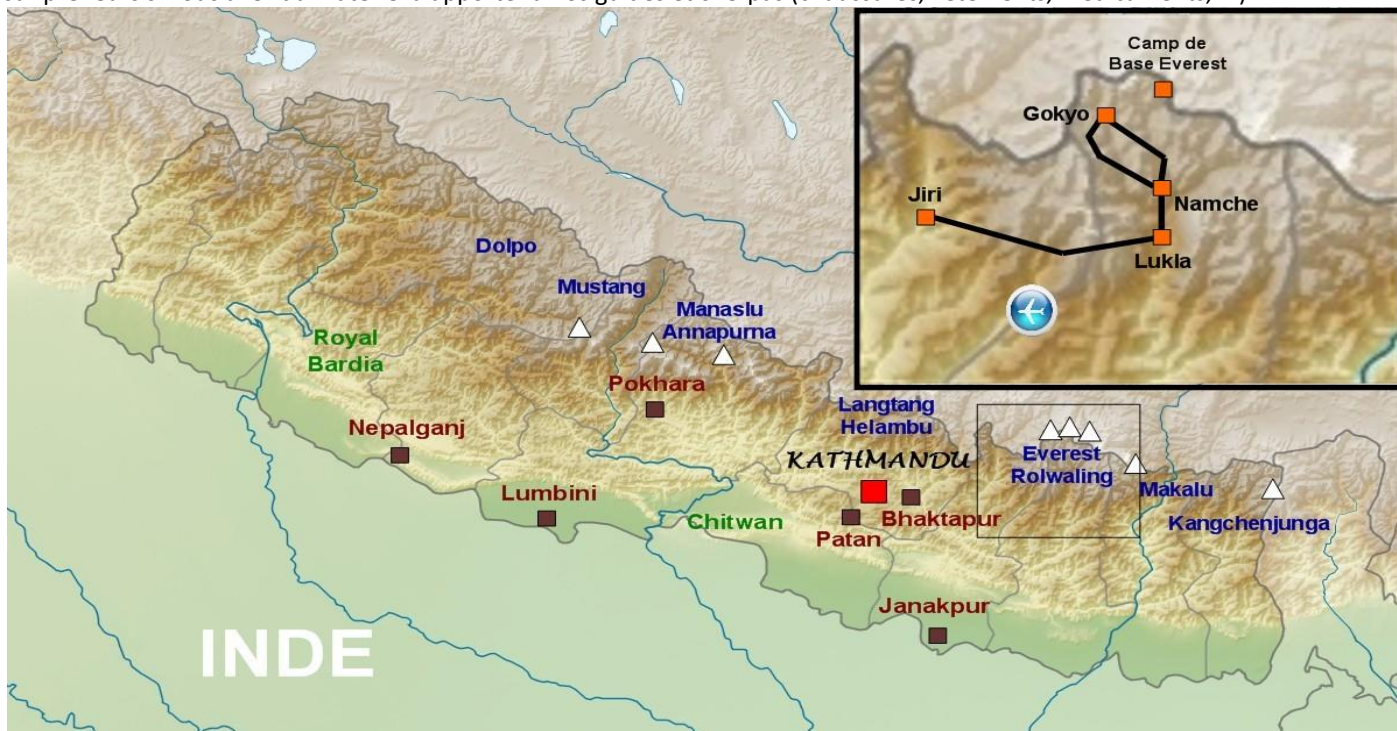 Camp de
Base Everest
Gokyo
Jiri
Namche
Lukla
Dolpo
Mustang
Manaslu
Annapurna
Royal
Bardia
Pokhara
Langtang
Helambu
Nepalganj
KATHMANDU
Everest
Rolwaling
Lumbini
Makalu
Chitwan
Bhaktapur
Kangchenjunga
Patan
Janakpur
INDE